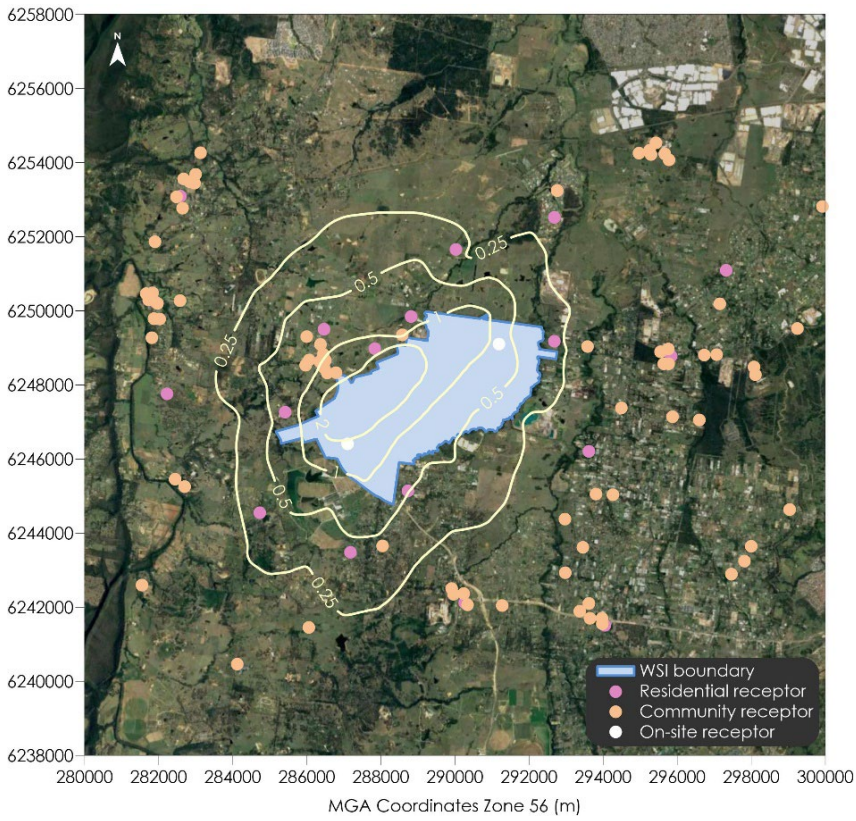 6258000
N
6256000
6254000
6252000
0.25
0.5
6250000
1
0.25
6248000
0.5
2
6246000
1
0.5
6244000
0.25
6242000
6240000
6238000
WSI boundary
Residential receptor
Community receptor
On-site receptor
280000 282000 284000 286000 288000 290000 292000 294000 296000 298000 300000
MGA Coordinates Zone 56 (m)